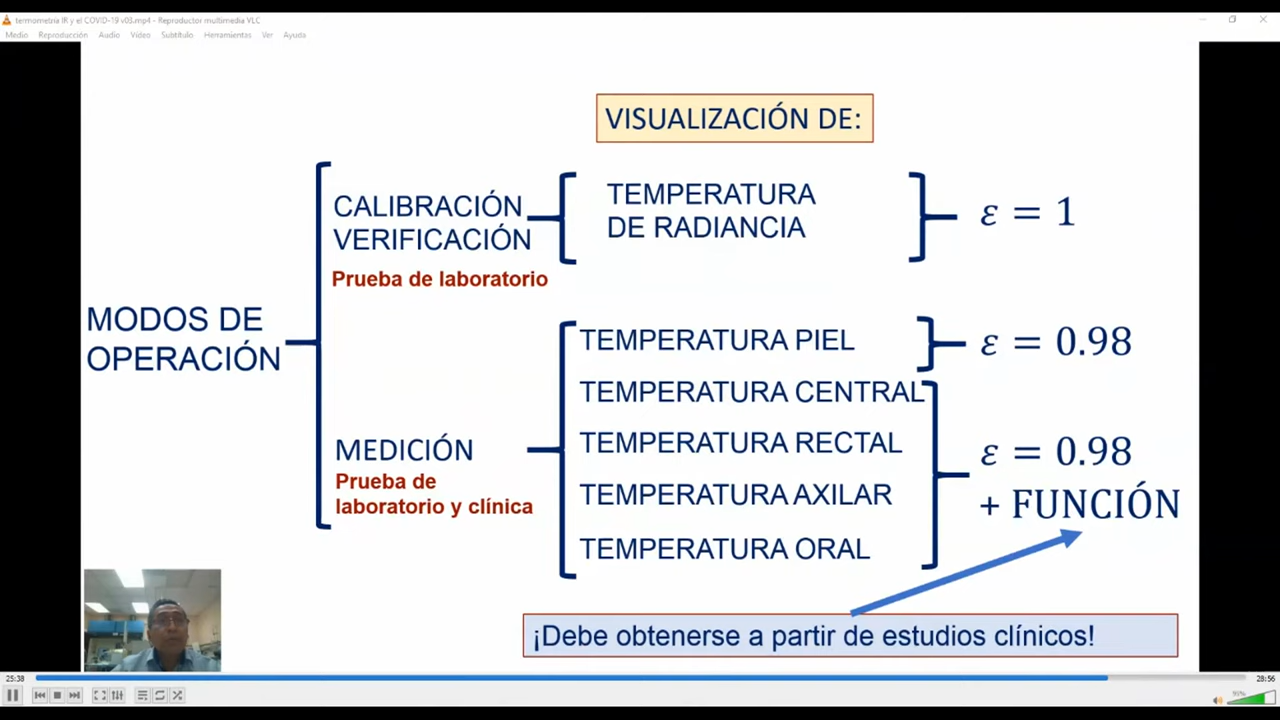 termometría IR y el COVID-19 v03.mp4 - Reproductor multimedia VLC
Medio Reproducción Audio Vídeo Subtítulo Herramientas Ver Ayuda
VISUALIZACIÓN DE:
MODOS DE
OPERACIÓN
CALIBRACIÓN
VERIFICACIÓN
Prueba de laboratorio
TEMPERATURA
DE RADIANCIA
ε = 1
MEDICIÓN
Prueba de
laboratorio y clínica
TEMPERATURA PIEL
ε = 0.98
TEMPERATURA CENTRAL
TEMPERATURA RECTAL
TEMPERATURA AXILAR
TEMPERATURA ORAL
ε = 0.98
+ FUNCIÓN
¡Debe obtenerse a partir de estudios clínicos!
25:38
28:56